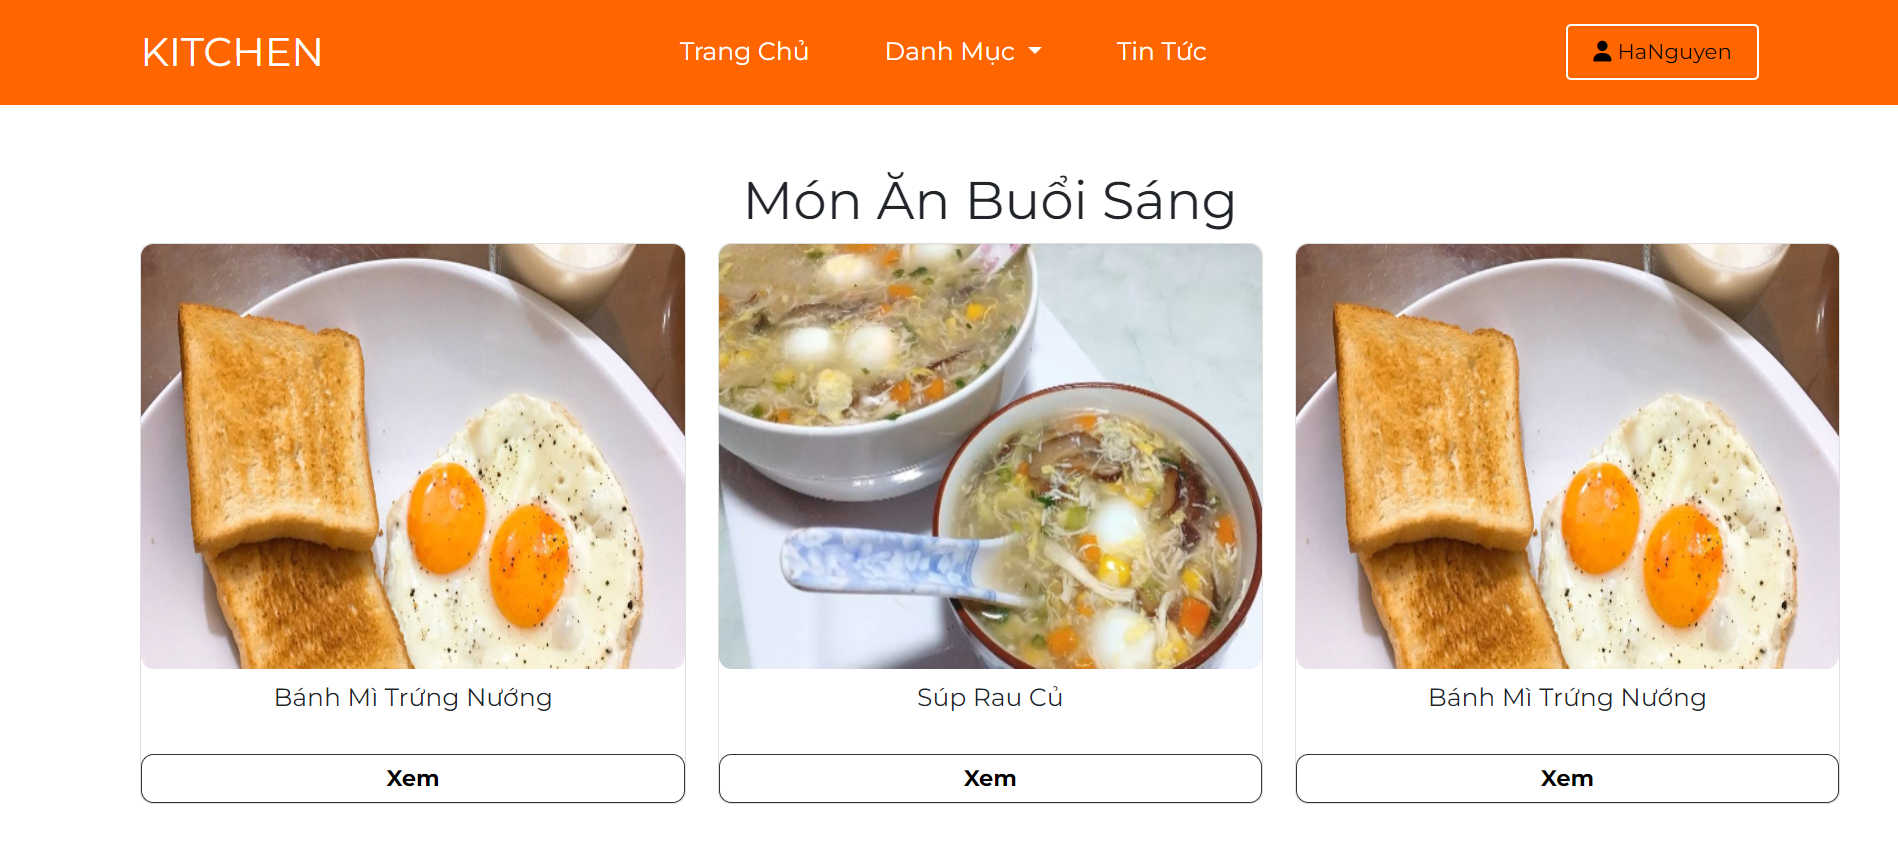 KITCHEN
Trang Chủ
Danh Mục
Tin Tức
HaNguyen
Món Ăn Buổi Sáng
Bánh Mì Trứng Nướng
Súp Rau Củ
Bánh Mì Trứng Nướng
Xem
Xem
Xem